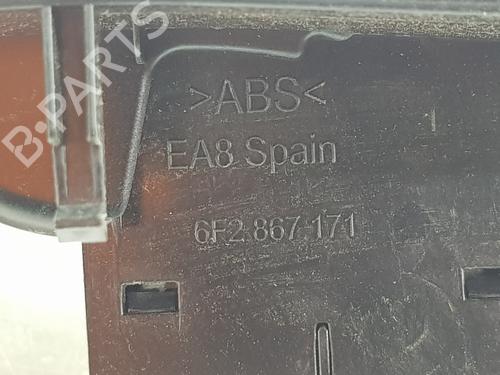 B-PARTS
>ABS<
EA8 Spain
6F2.867 171